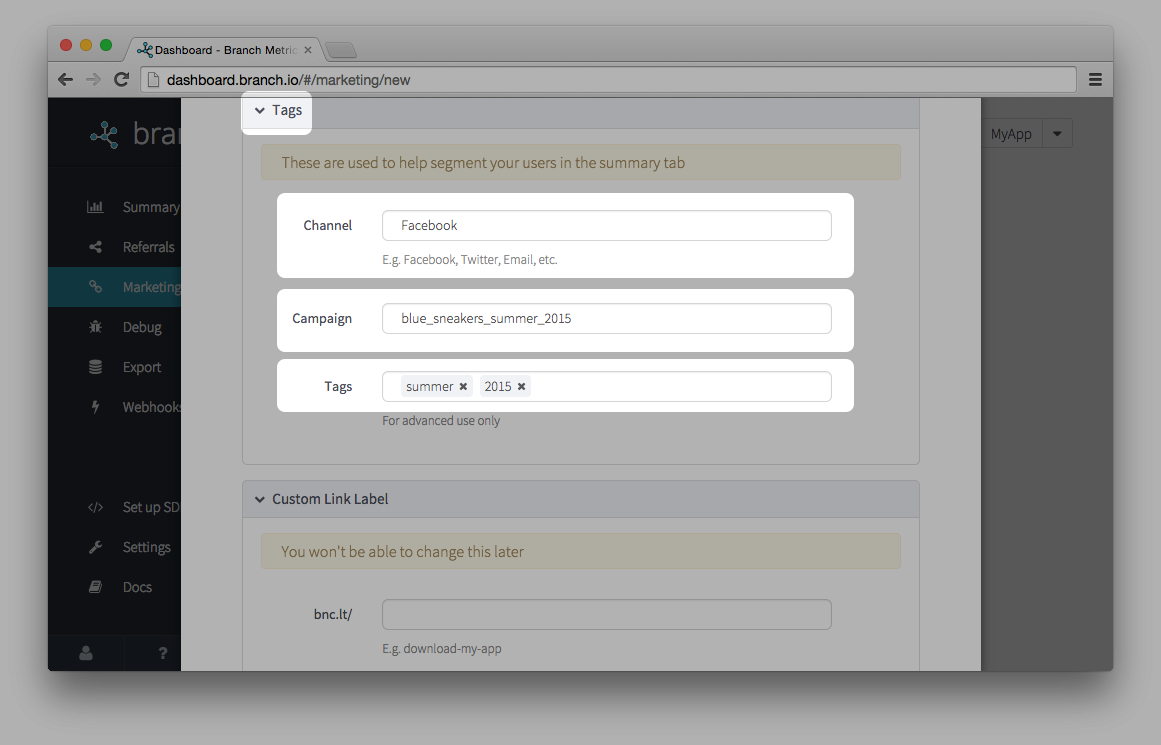 Dashboard - Branch Metric
dashboard.branch.io/#/marketing/new
bran
MyApp
Summary
Referrals
Marketing
Debug
Export
Webhooks
Set up SD
Settings
Docs
?
Tags
These are used to help segment your users in the summary tab
Channel Facebook
E.g. Facebook, Twitter, Email, etc.
Campaign blue_sneakers_summer_2015
Tags summer ✖ 2015 ✖
For advanced use only
Custom Link Label
You won't be able to change this later
bnc.lt/
E.g. download-my-app